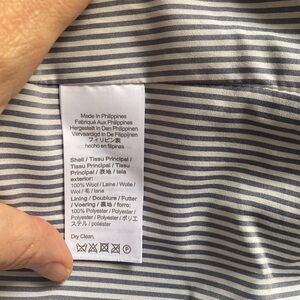 Made In Philippines
Fabriqué Aux Philippines
Hergestellt In Den Philippinen
Vervaardigd In De Filippijnen
フィリピン製
hecho en filipinas
Shell / Tissu Principal /
Tissu Principal / Tissu
Principal / 表地 / tela
exterior:
100% Wool / Laine / Wolle /
Wol / 毛 / lana
Lining / Doublure / Futter
/ Voering / 裏地 / forro:
100% Polyester / Polyester /
Polyester / Polyester / ポリエ
ステル / poliéster
Dry Clean.